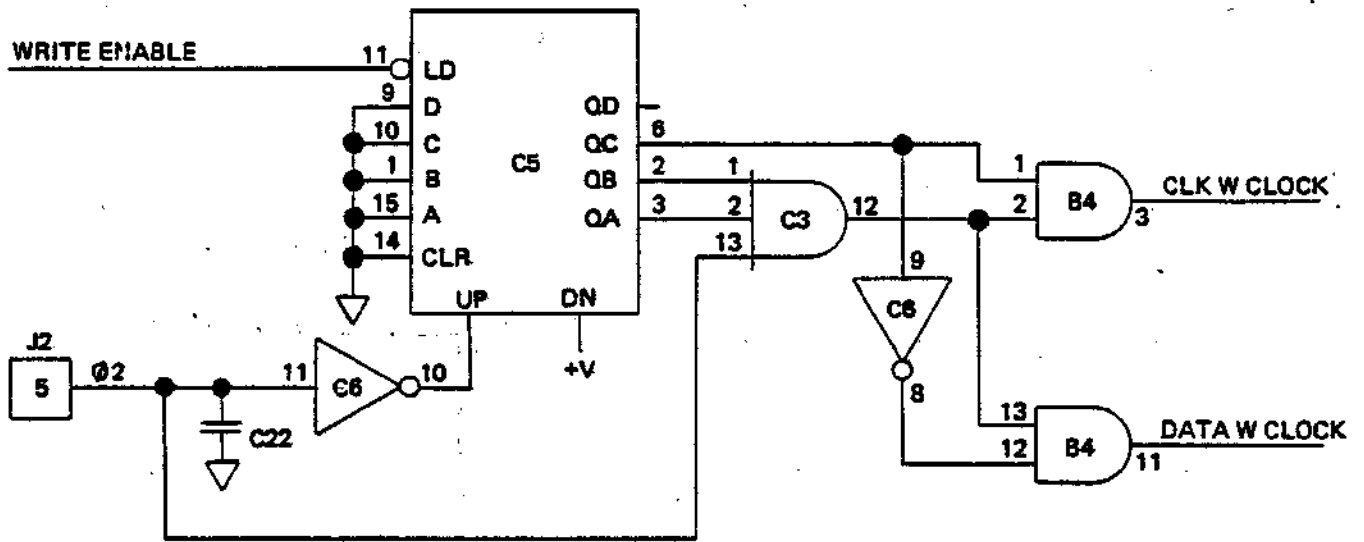 WRITE ENABLE
11
LD
9
D
QD
10
C
C5
QC
6
1
B
QB
2
1
15
A
QA
3
2
C3
12
14
CLR
13
UP
DN
+V
1
2
B4
3
CLK W CLOCK
9
C6
8
J2
5
Ø2
11
C6
10
C22
13
12
B4
11
DATA W CLOCK